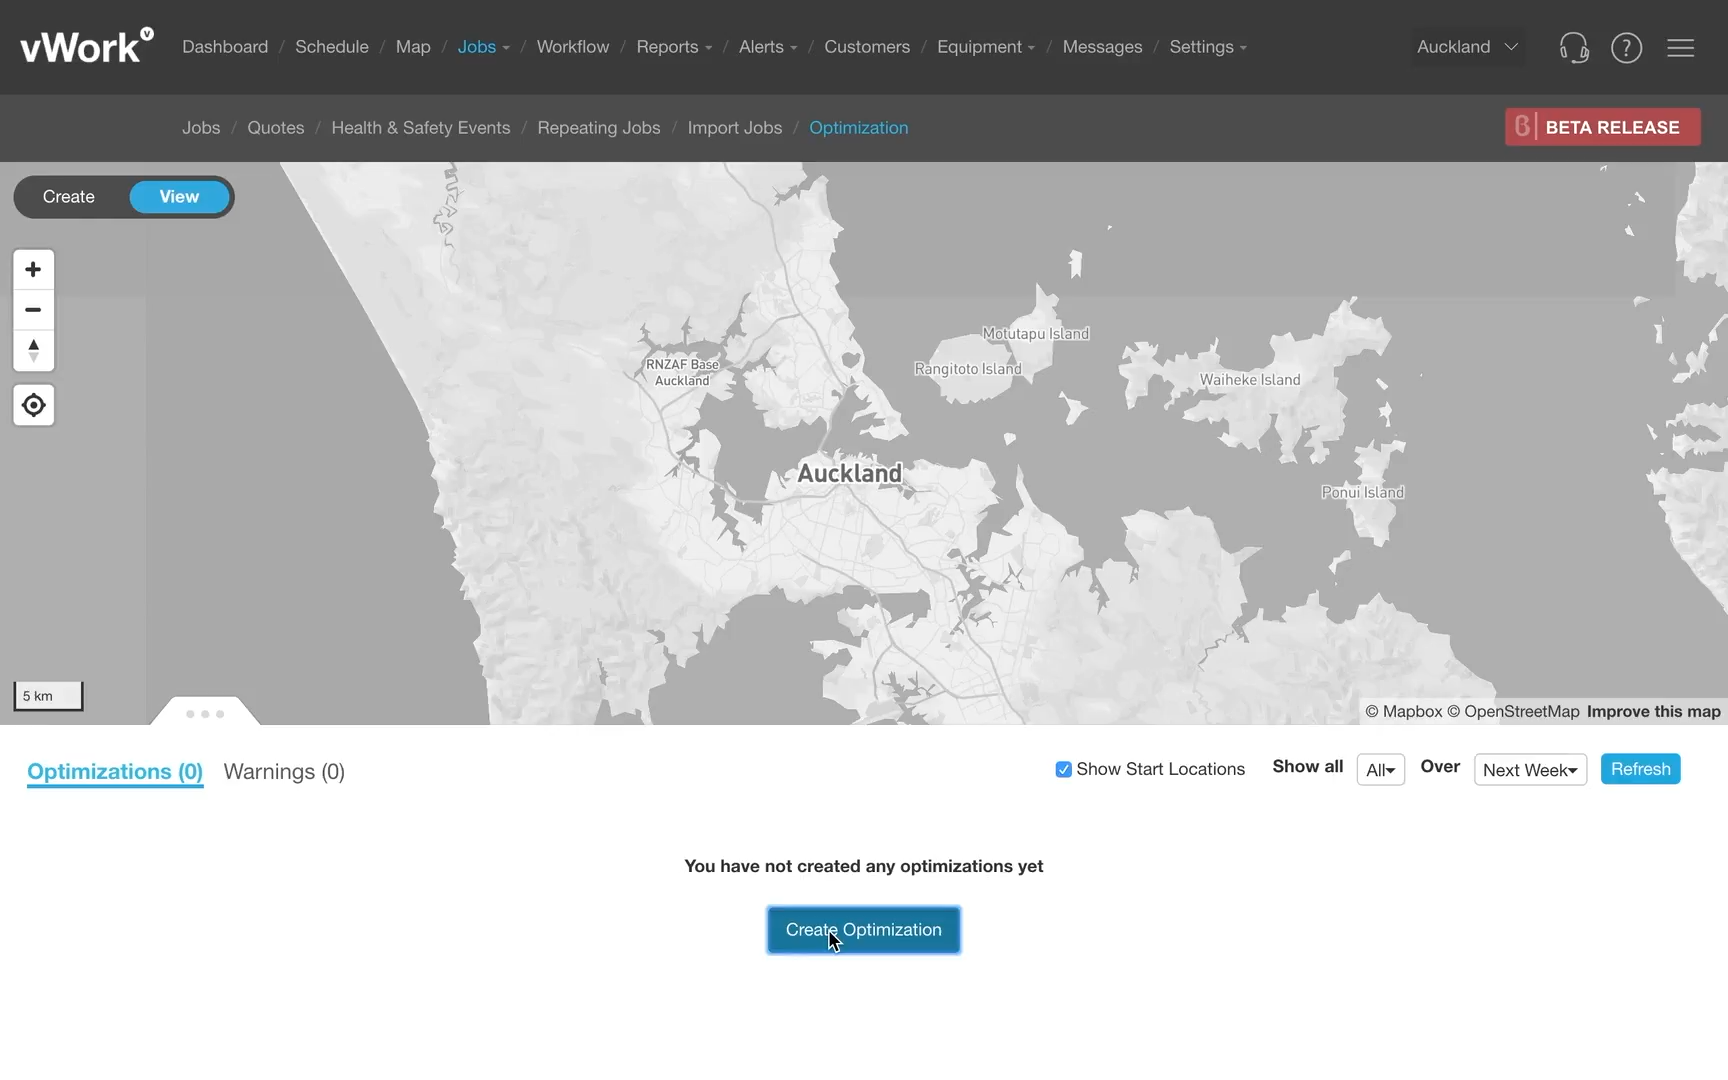 vWork v
Dashboard / Schedule / Map / Jobs / Workflow / Reports / Alerts / Customers / Equipment / Messages / Settings
Auckland
?
Jobs / Quotes / Health & Safety Events / Repeating Jobs / Import Jobs / Optimization
β BETA RELEASE
Create View
+
−
RNZAF Base
Auckland
Motutapu Island
Rangitoto Island
Waiheke Island
Auckland
Ponui Island
5 km
© Mapbox © OpenStreetMap Improve this map
Optimizations (0) Warnings (0)
Show Start Locations Show all All Over Next Week Refresh
You have not created any optimizations yet
Create Optimization